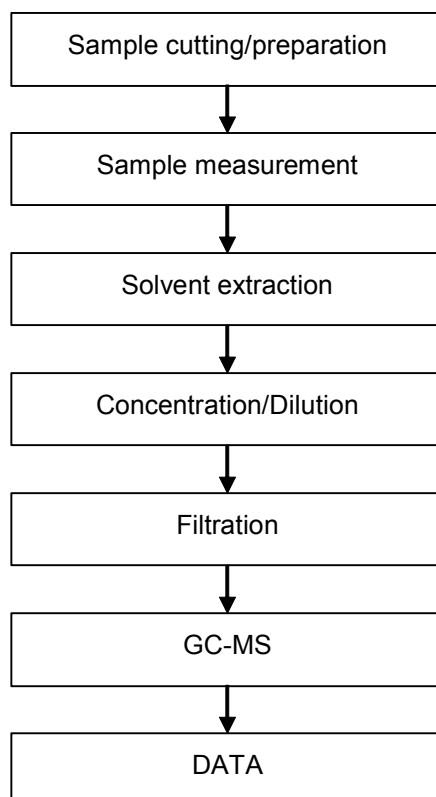 Sample cutting/preparation
Sample measurement
Solvent extraction
Concentration/Dilution
Filtration
GC-MS
DATA